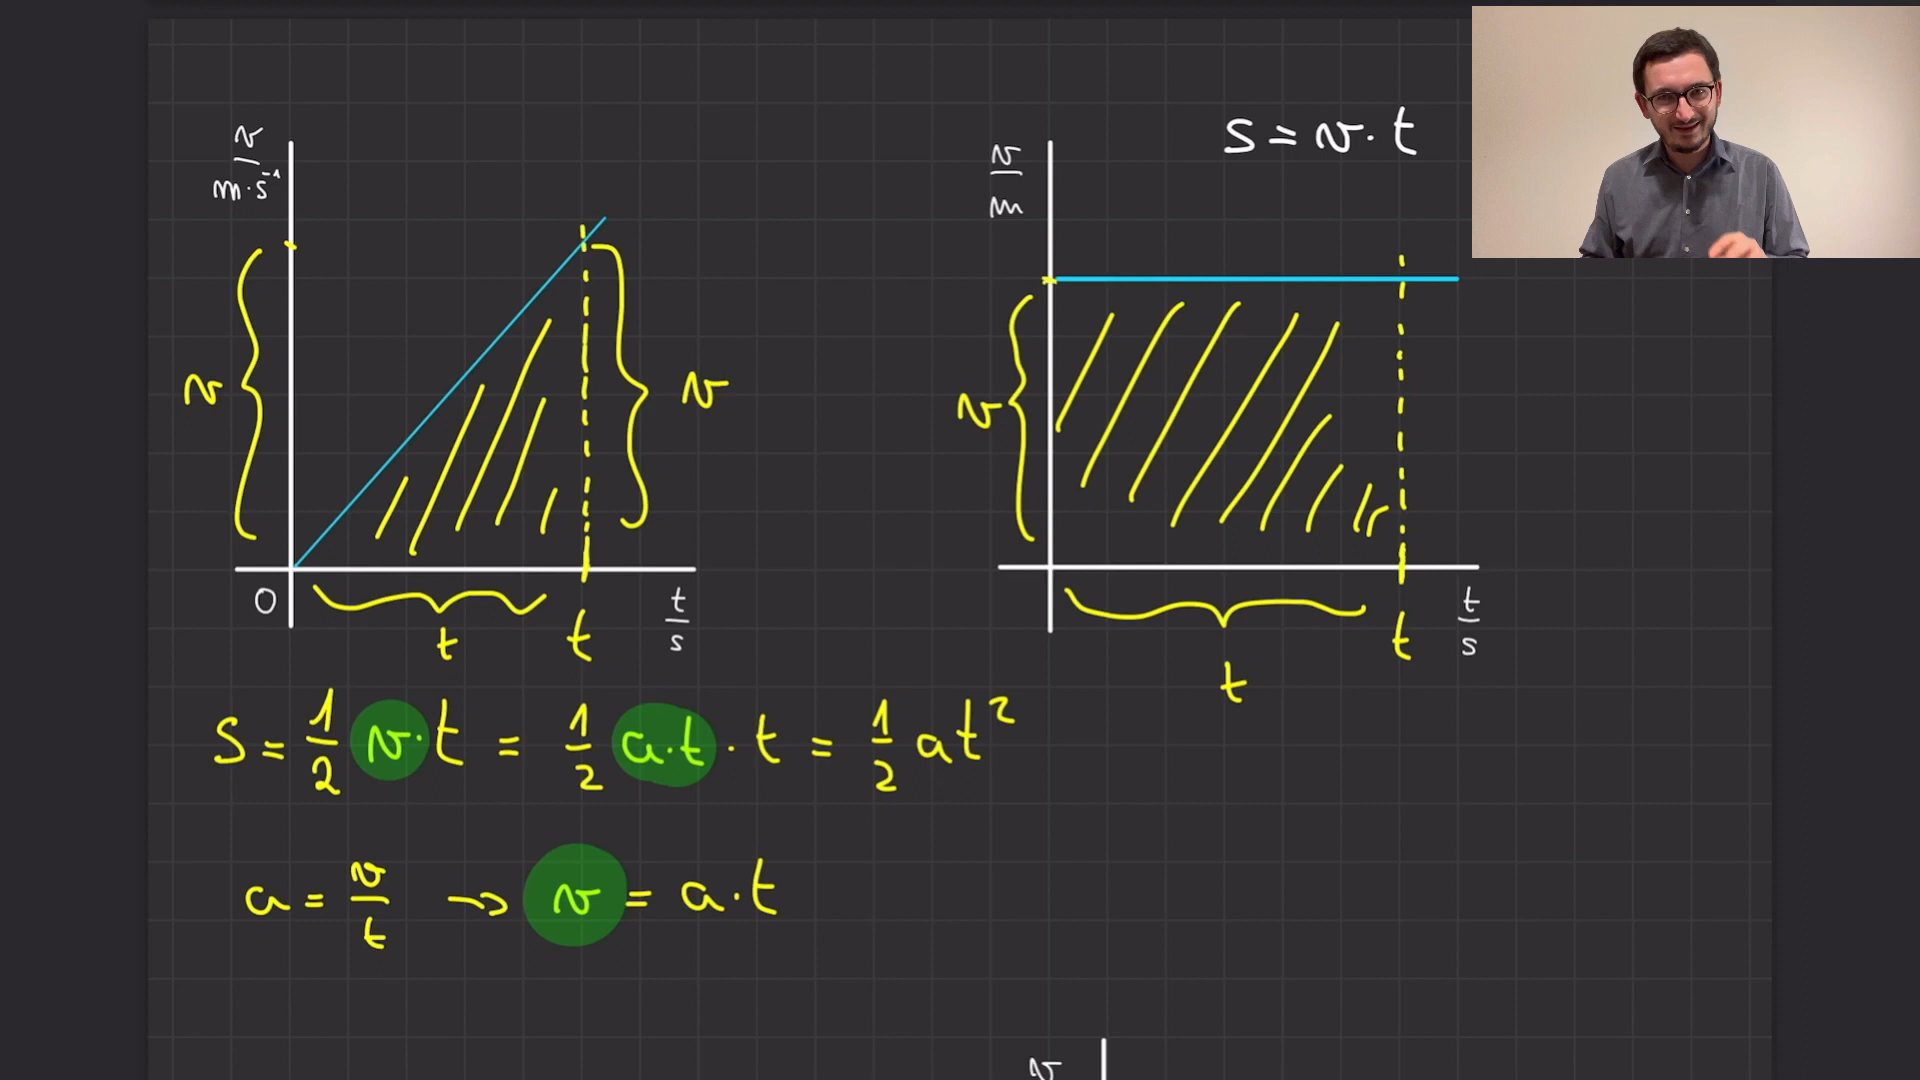 v/m·s⁻¹
v
v
0
t
t
t/s
s = v·t
v/m
v
t
t
t/s
S = 1/2 v·t = 1/2 a·t·t = 1/2 at²
a = v/t → v = a·t
v